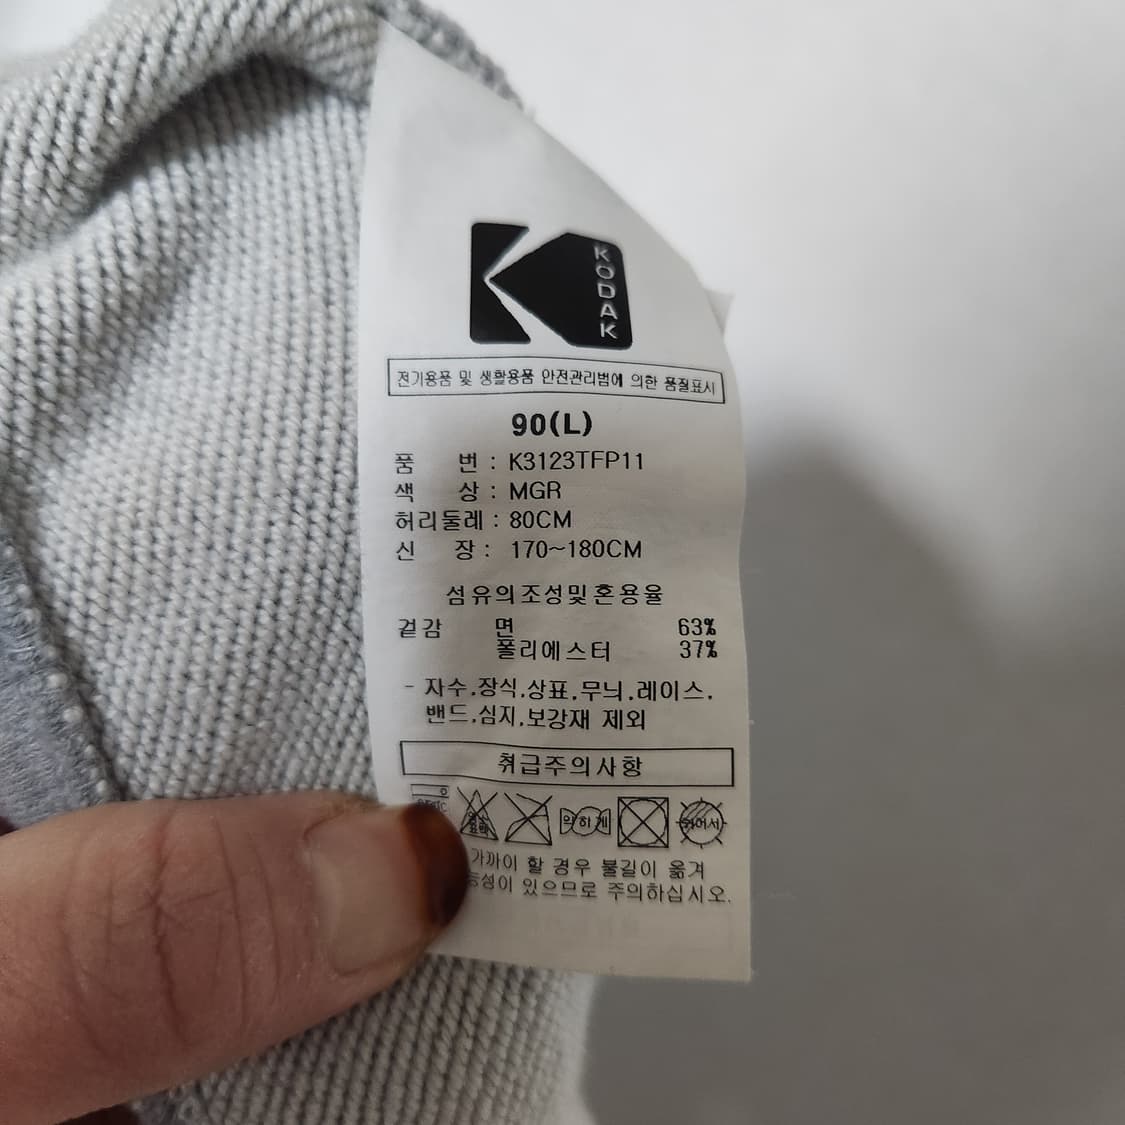 KODAK
전기용품 및 생활용품 안전관리법에 의한 품질표시
90(L)
품 번 : K3123TFP11
색 상 : MGR
허리둘레 : 80CM
신 장 : 170~180CM
섬유의조성및혼용율
겉감 면 63%
폴리에스터 37%
- 자수.장식.상표.무늬.레이스.
밴드.심지.보강재 제외
취급주의사항
약하게
뉘어서
가까이 할 경우 불길이 옮겨
있으므로 주의하십시오.